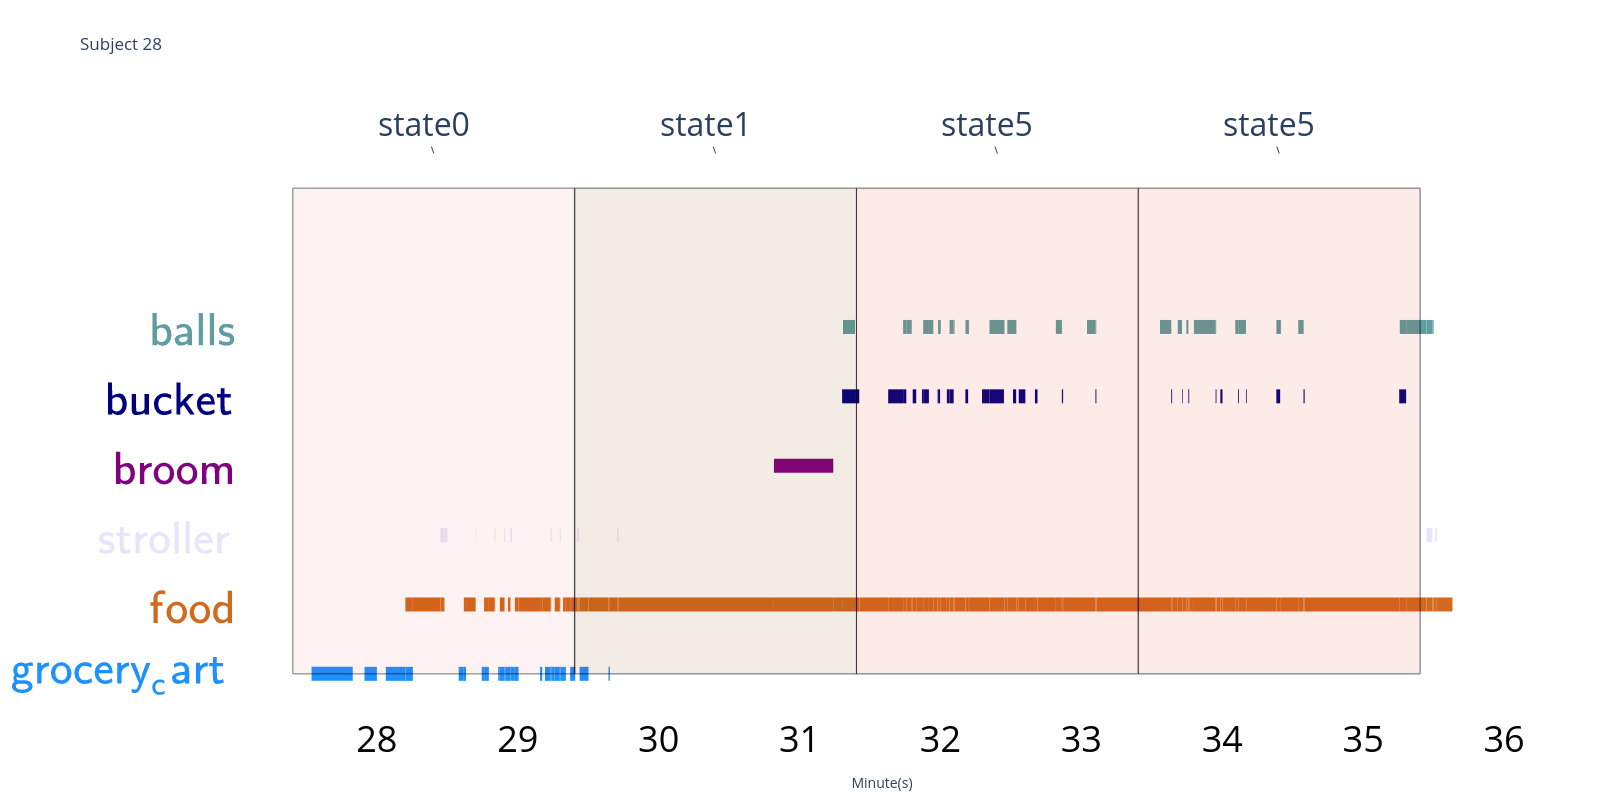 Subject 28
state0 state1 state5 state5
balls
bucket
broom
stroller
food
grocery_cart
28 29 30 31 32 33 34 35 36
Minute(s)